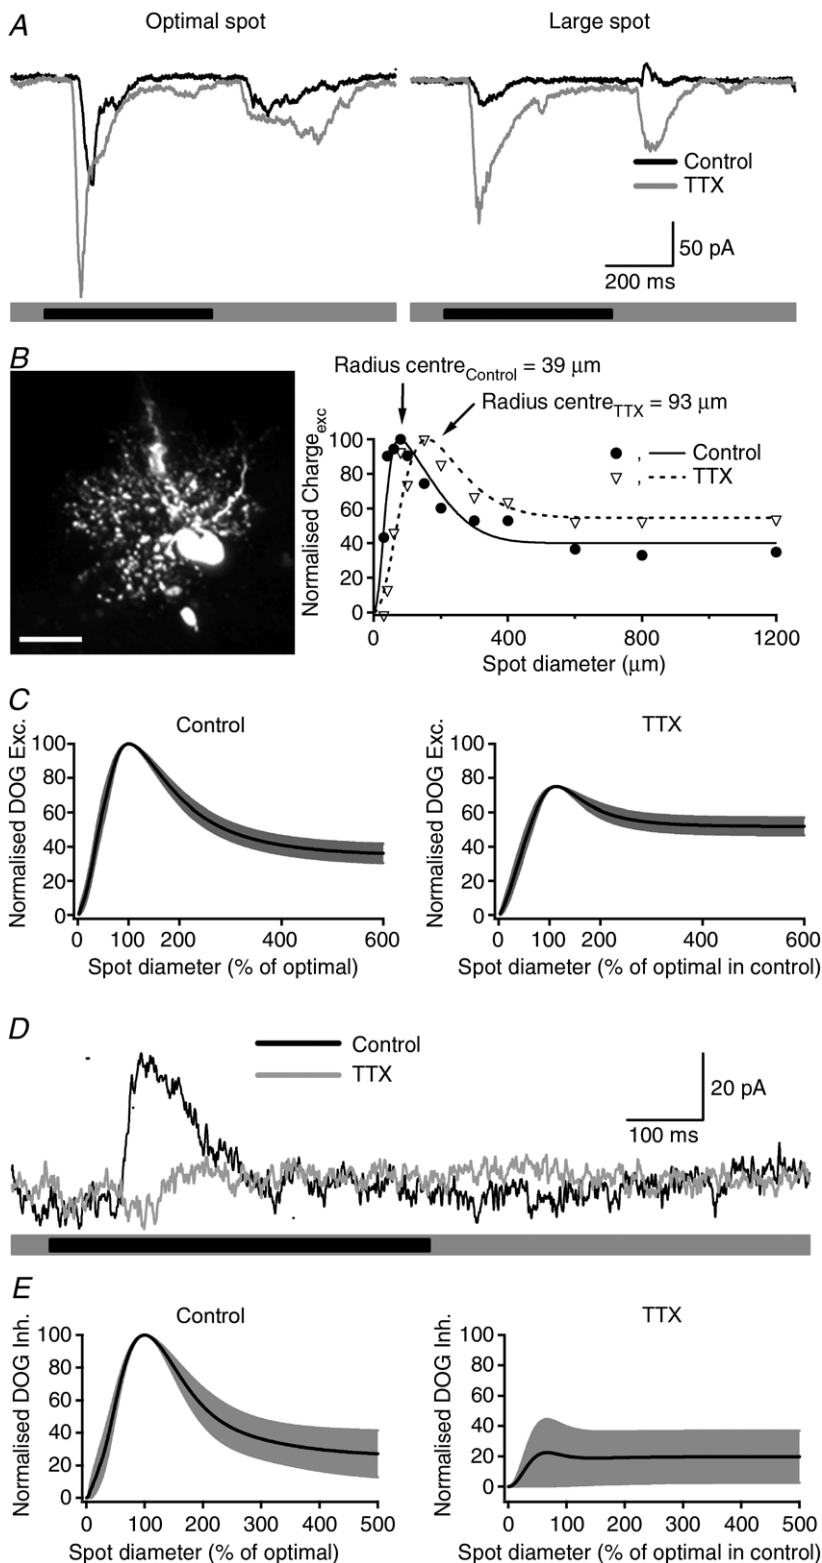 A
Optimal spot
Large spot
Control
TTX
50 pA
200 ms
B
Radius centreControl = 39 µm
Radius centreTTX = 93 µm
Normalised Chargeexc
100
80
60
40
20
0
, Control
, TTX
0 400 800 1200
Spot diameter (µm)
C
Control
Normalised DOG Exc.
100
80
60
40
20
0
0 100 200 400 600
Spot diameter (% of optimal)
TTX
Normalised DOG Exc.
100
80
60
40
20
0
0 100 200 400 600
Spot diameter (% of optimal in control)
D
Control
TTX
20 pA
100 ms
E
Control
Normalised DOG Inh.
100
80
60
40
20
0
0 100 200 300 400 500
Spot diameter (% of optimal)
TTX
Normalised DOG Inh.
100
80
60
40
20
0
0 100 200 300 400 500
Spot diameter (% of optimal in control)